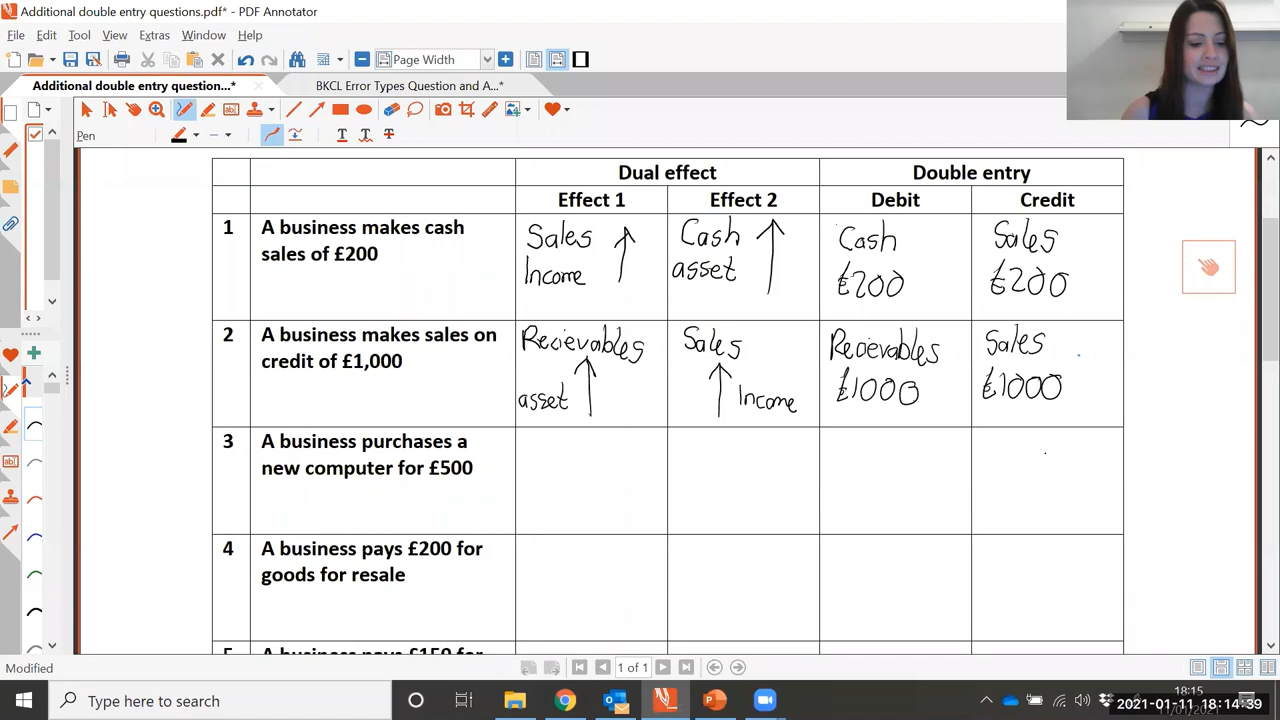 Additional double entry questions.pdf* - PDF Annotator
File Edit Tool View Extras Window Help
Page Width
Additional double entry question...* BKCL Error Types Question and A...*
Pen
Dual effect Double entry
Effect 1 Effect 2 Debit Credit
1 A business makes cash sales of £200
Sales
Income
Cash
asset
Cash
£200
Sales
£200
2 A business makes sales on
credit of £1,000
Recievables
asset
Sales
Income
Recievables
£1000
Sales
£1000
3 A business purchases a
new computer for £500
4 A business pays £200 for
goods for resale
5 A business pays £150 for
Modified
1 of 1
Type here to search
18:15
2021-01-11 18:14:39